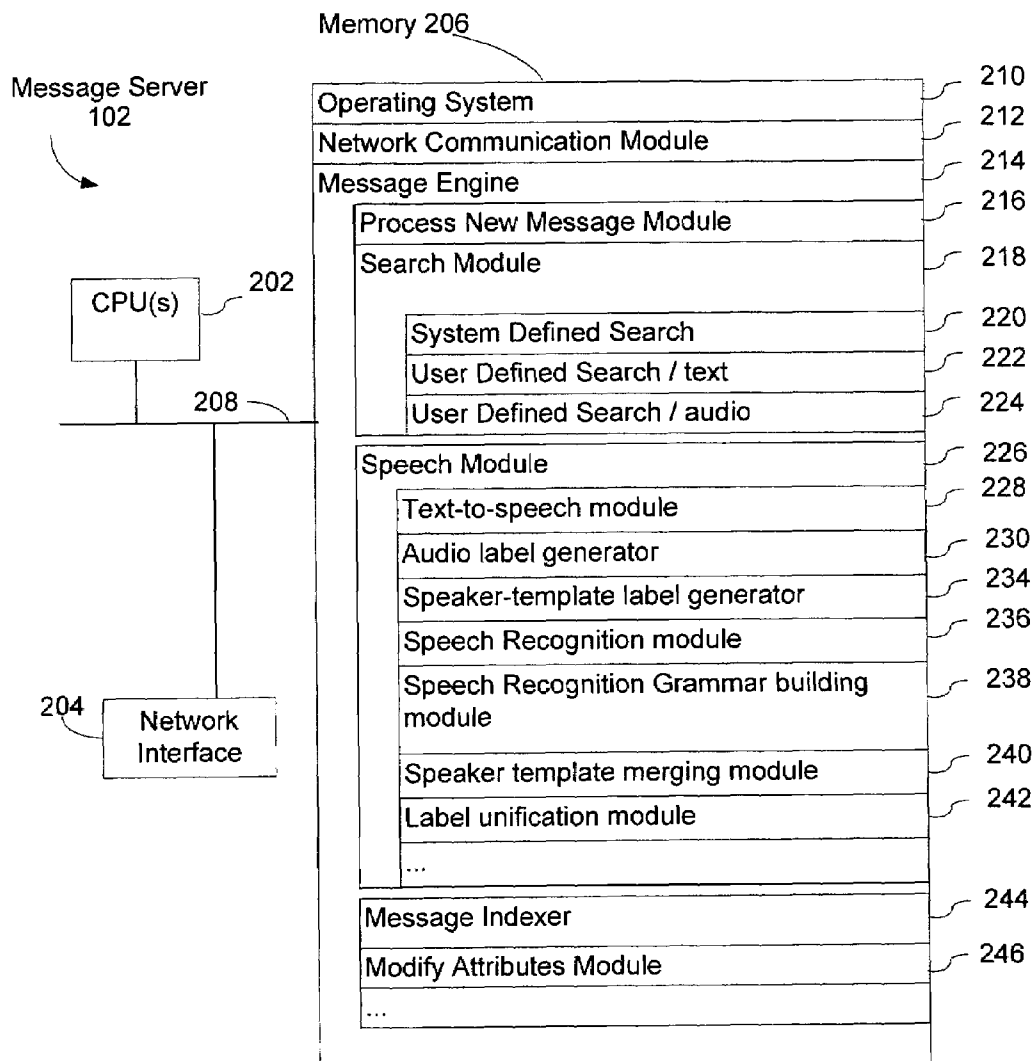 Memory 206
Message Server
102
Operating System 210
Network Communication Module 212
Message Engine 214
Process New Message Module 216
Search Module 218
CPU(s) 202
System Defined Search 220
User Defined Search / text 222
User Defined Search / audio 224
208
Speech Module 226
Text-to-speech module 228
Audio label generator 230
Speaker-template label generator 234
Speech Recognition module 236
Speech Recognition Grammar building 238
module
204 Network
Interface
Speaker template merging module 240
Label unification module 242
...
Message Indexer 244
Modify Attributes Module 246
...